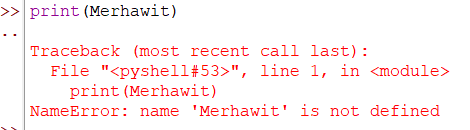 >> print(Merhawit)
..
Traceback (most recent call last):
  File "<pyshell#53>", line 1, in <module>
    print(Merhawit)
NameError: name 'Merhawit' is not defined
>>